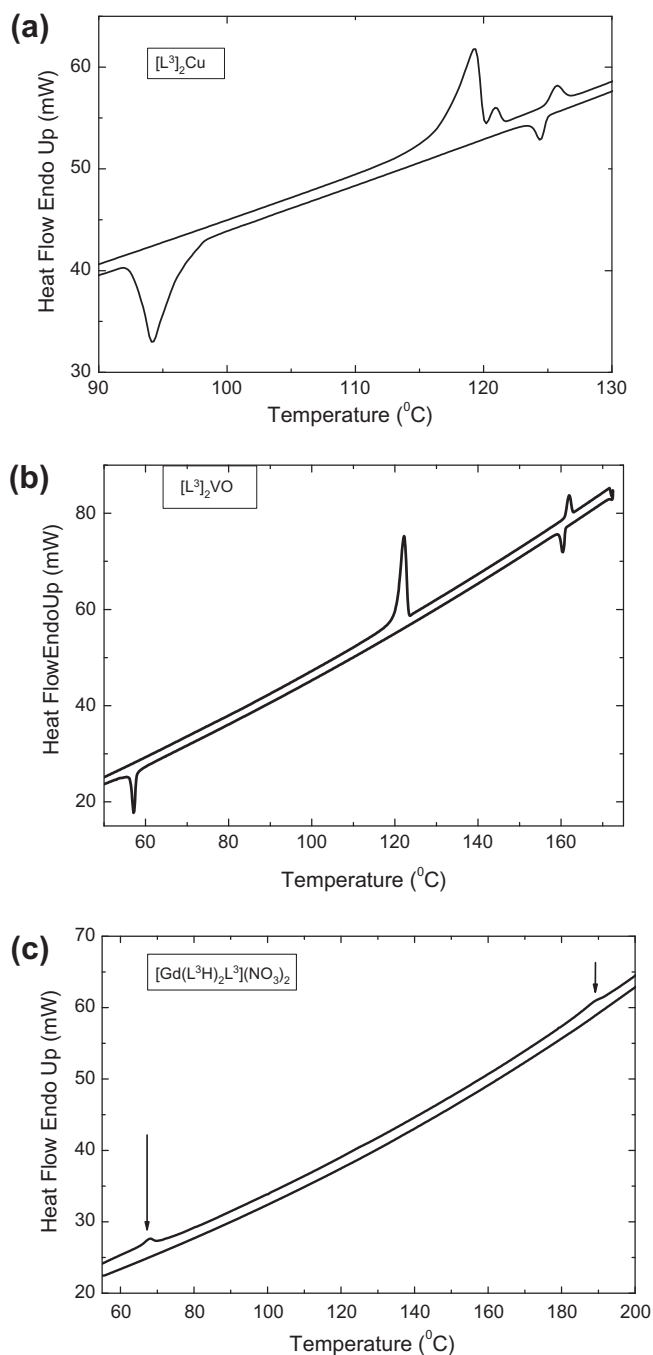 (a)
[L³]₂Cu
Heat Flow Endo Up (mW)
60
50
40
30
90 100 110 120 130
Temperature (⁰C)
(b)
[L³]₂VO
Heat FlowEndoUp (mW)
80
60
40
20
60 80 100 120 140 160
Temperature (⁰C)
(c)
[Gd(L³H)₂L³](NO₃)₂
Heat Flow Endo Up (mW)
70
60
50
40
30
20
60 80 100 120 140 160 180 200
Temperature (⁰C)